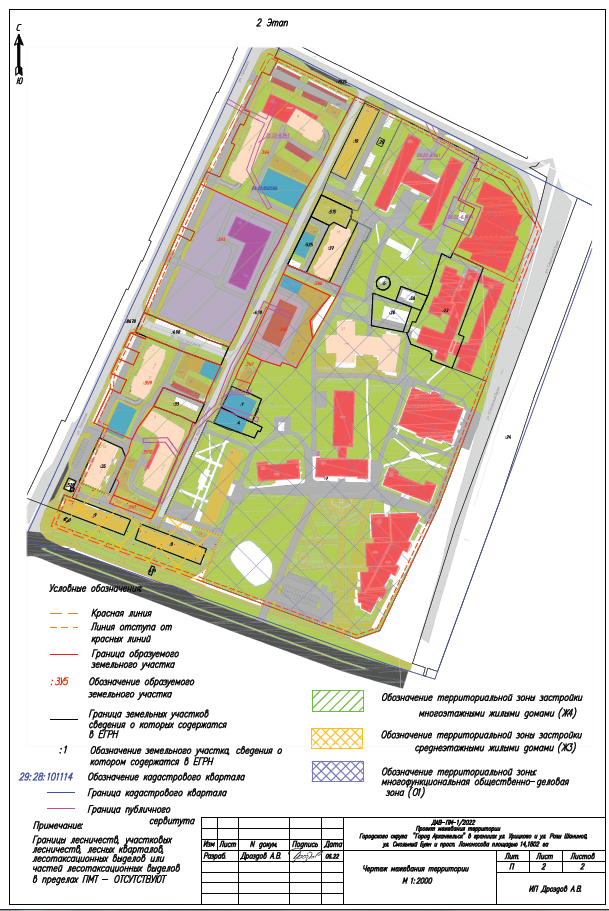 2 Этап
С
Ю
Условные обозначения:
Красная линия
Линия отступа от
красных линий
Граница образуемого
земельного участка
:ЗУ5 Обозначение образуемого
земельного участка
Граница земельных участков
сведения о которых содержатся
в ЕГРН
:1 Обозначение земельного участка, сведения о
котором содержатся в ЕГРН
29:28:101114 Обозначение кадастрового квартала
Граница кадастрового квартала
Граница публичного
сервитута
Обозначение территориальной зоны застройки
многоэтажными жилыми домами (Ж4)
Обозначение территориальной зоны застройки
среднеэтажными жилыми домами (Ж3)
Обозначение территориальной зоны:
многофункциональная общественно-деловая
зона (О1)
Примечание:
Границы лесничеств, участковых
лесничеств, лесных кварталов,
лесотаксационных выделов или
частей лесотаксационных выделов
в пределах ПМТ – ОТСУТСТВУЮТ
ДАВ-ПМ-1/2022
Проект межевания территории
Городского округа "Город Архангельск" в границах ул. Урицкого и ул. Розы Шаниной,
ул. Смольный Буян и просп. Ломоносова площадью 14,1602 га
Изм Лист N докум. Подпись Дата
Разраб. Дроздов А.В. 06.22
Чертеж межевания территории
М 1:2000
Лит. Лист Листов
П 2 2
ИП Дроздов А.В.